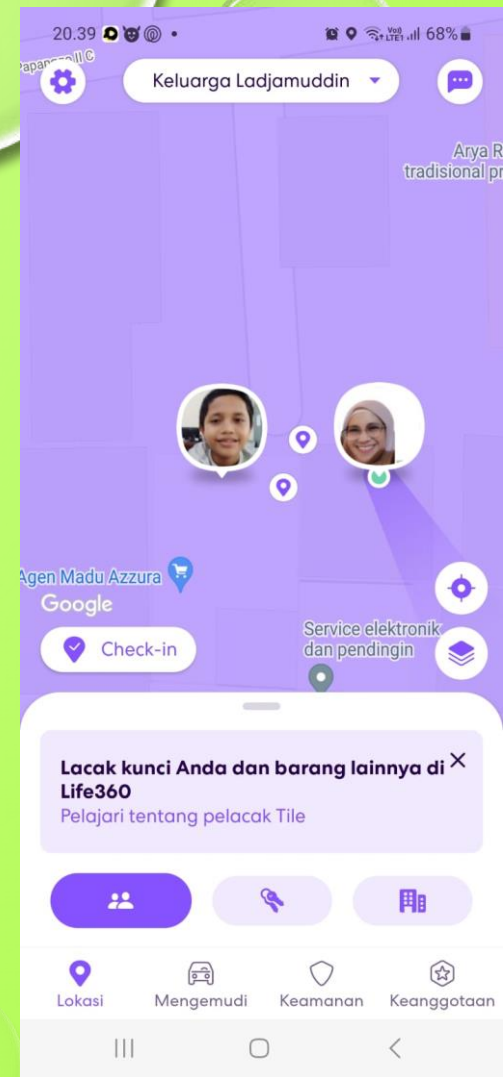 20.39
68%
Keluarga Ladjamuddin
Arya R
tradisional pr
Agen Madu Azzura
Google
Check-in
Service elektronik
dan pendingin
Lacak kunci Anda dan barang lainnya di
Life360
Pelajari tentang pelacak Tile
Lokasi
Mengemudi
Keamanan
Keanggotaan